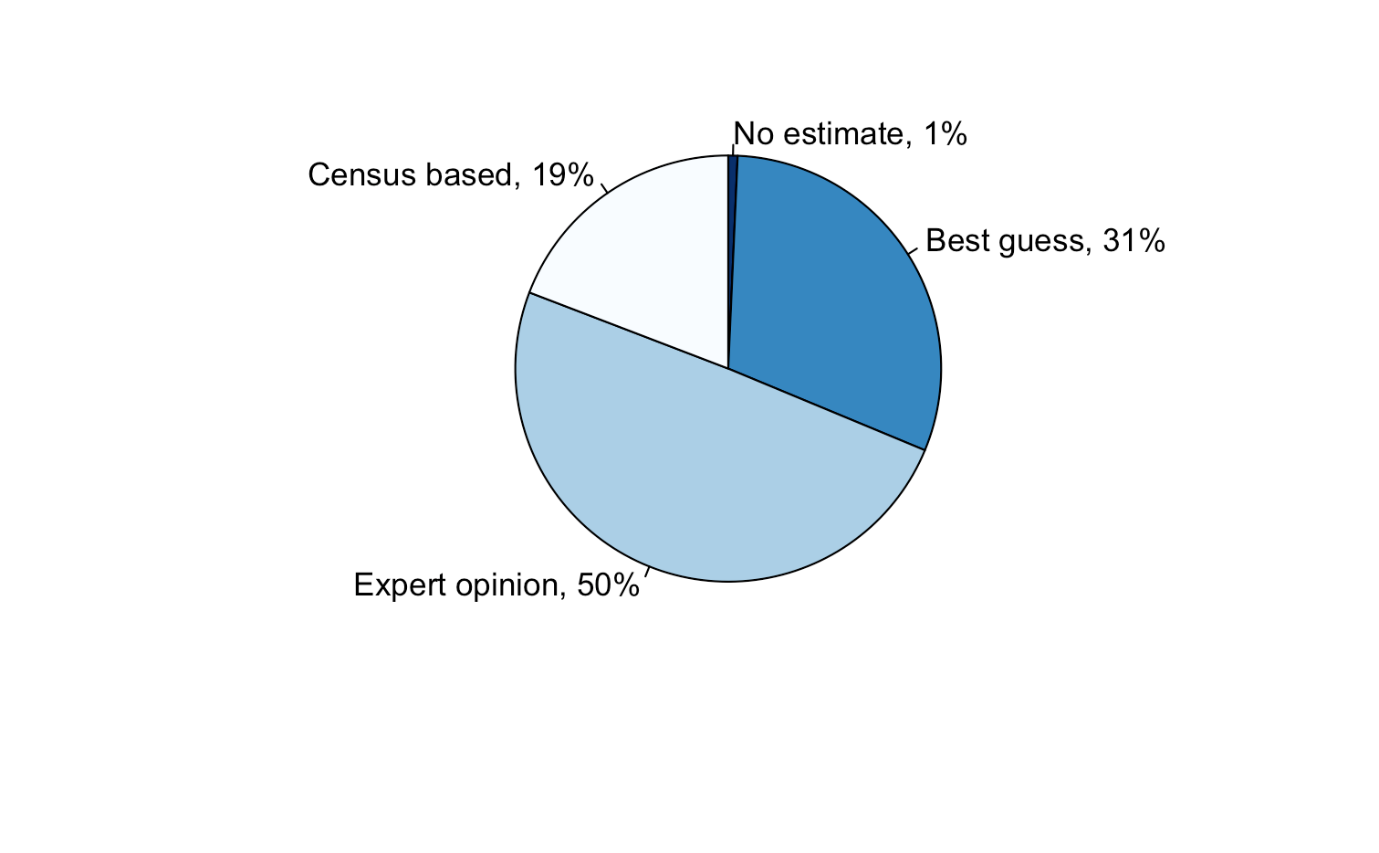 No estimate, 1%
Census based, 19%
Best guess, 31%
Expert opinion, 50%